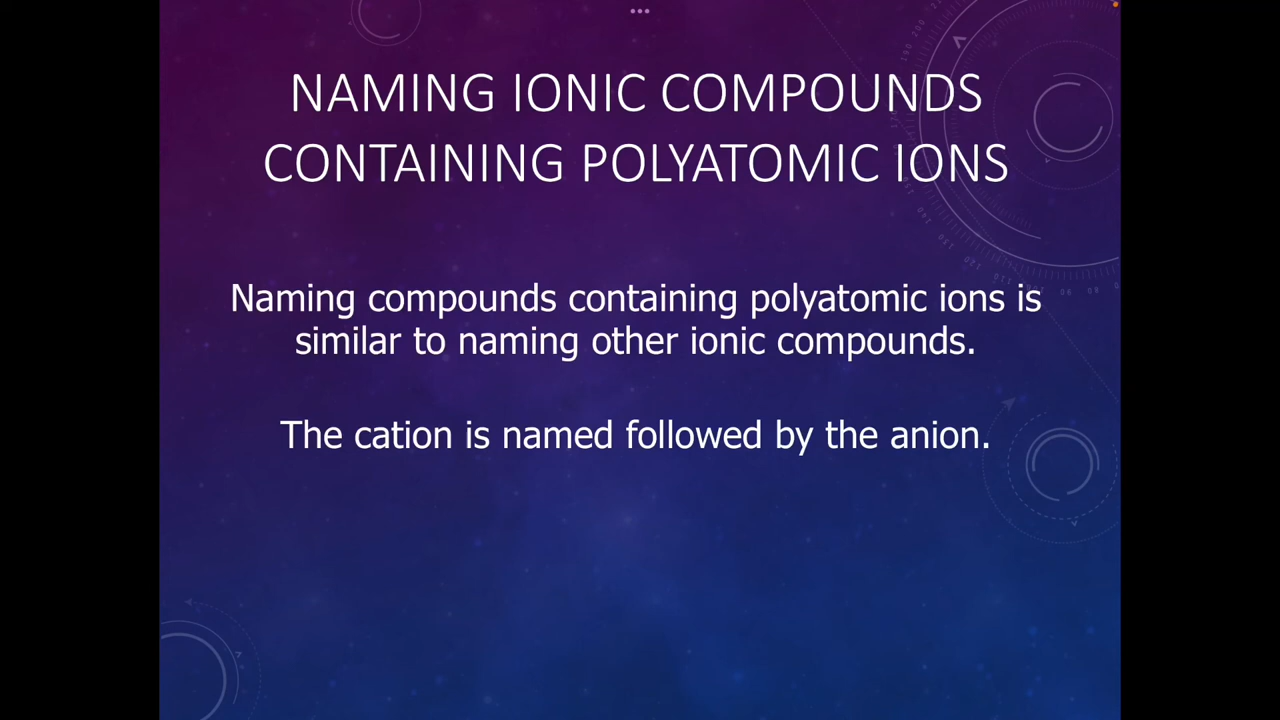 NAMING IONIC COMPOUNDS
CONTAINING POLYATOMIC IONS
Naming compounds containing polyatomic ions is
similar to naming other ionic compounds.
The cation is named followed by the anion.